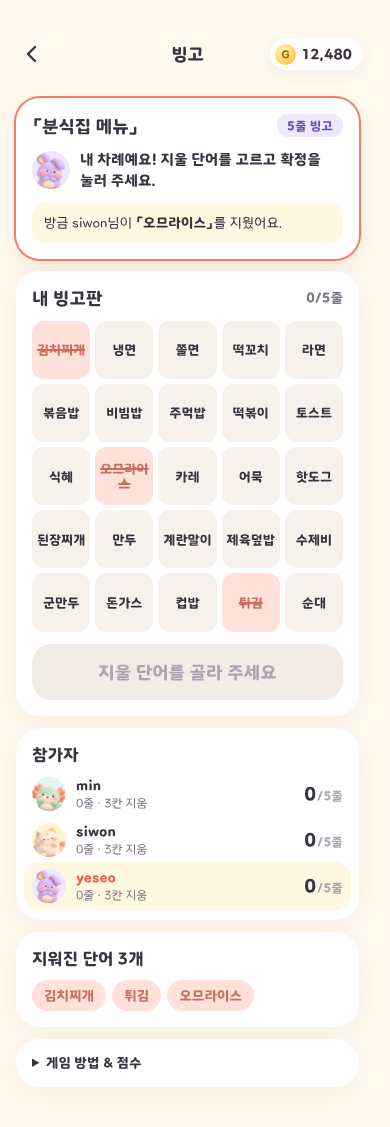 빙고
G 12,480
「분식집 메뉴」 5줄 빙고
내 차례예요! 지울 단어를 고르고 확정을
눌러 주세요.
방금 siwon님이 「오므라이스」를 지웠어요.
내 빙고판 0/5줄
김치찌개 냉면 쫄면 떡꼬치 라면
볶음밥 비빔밥 주먹밥 떡볶이 토스트
식혜 오므라이스 카레 어묵 핫도그
된장찌개 만두 계란말이 제육덮밥 수제비
군만두 돈가스 컵밥 튀김 순대
지울 단어를 골라 주세요
참가자
min
0줄 · 3칸 지움 0/5줄
siwon
0줄 · 3칸 지움 0/5줄
yeseo
0줄 · 3칸 지움 0/5줄
지워진 단어 3개
김치찌개 튀김 오므라이스
▶ 게임 방법 & 점수